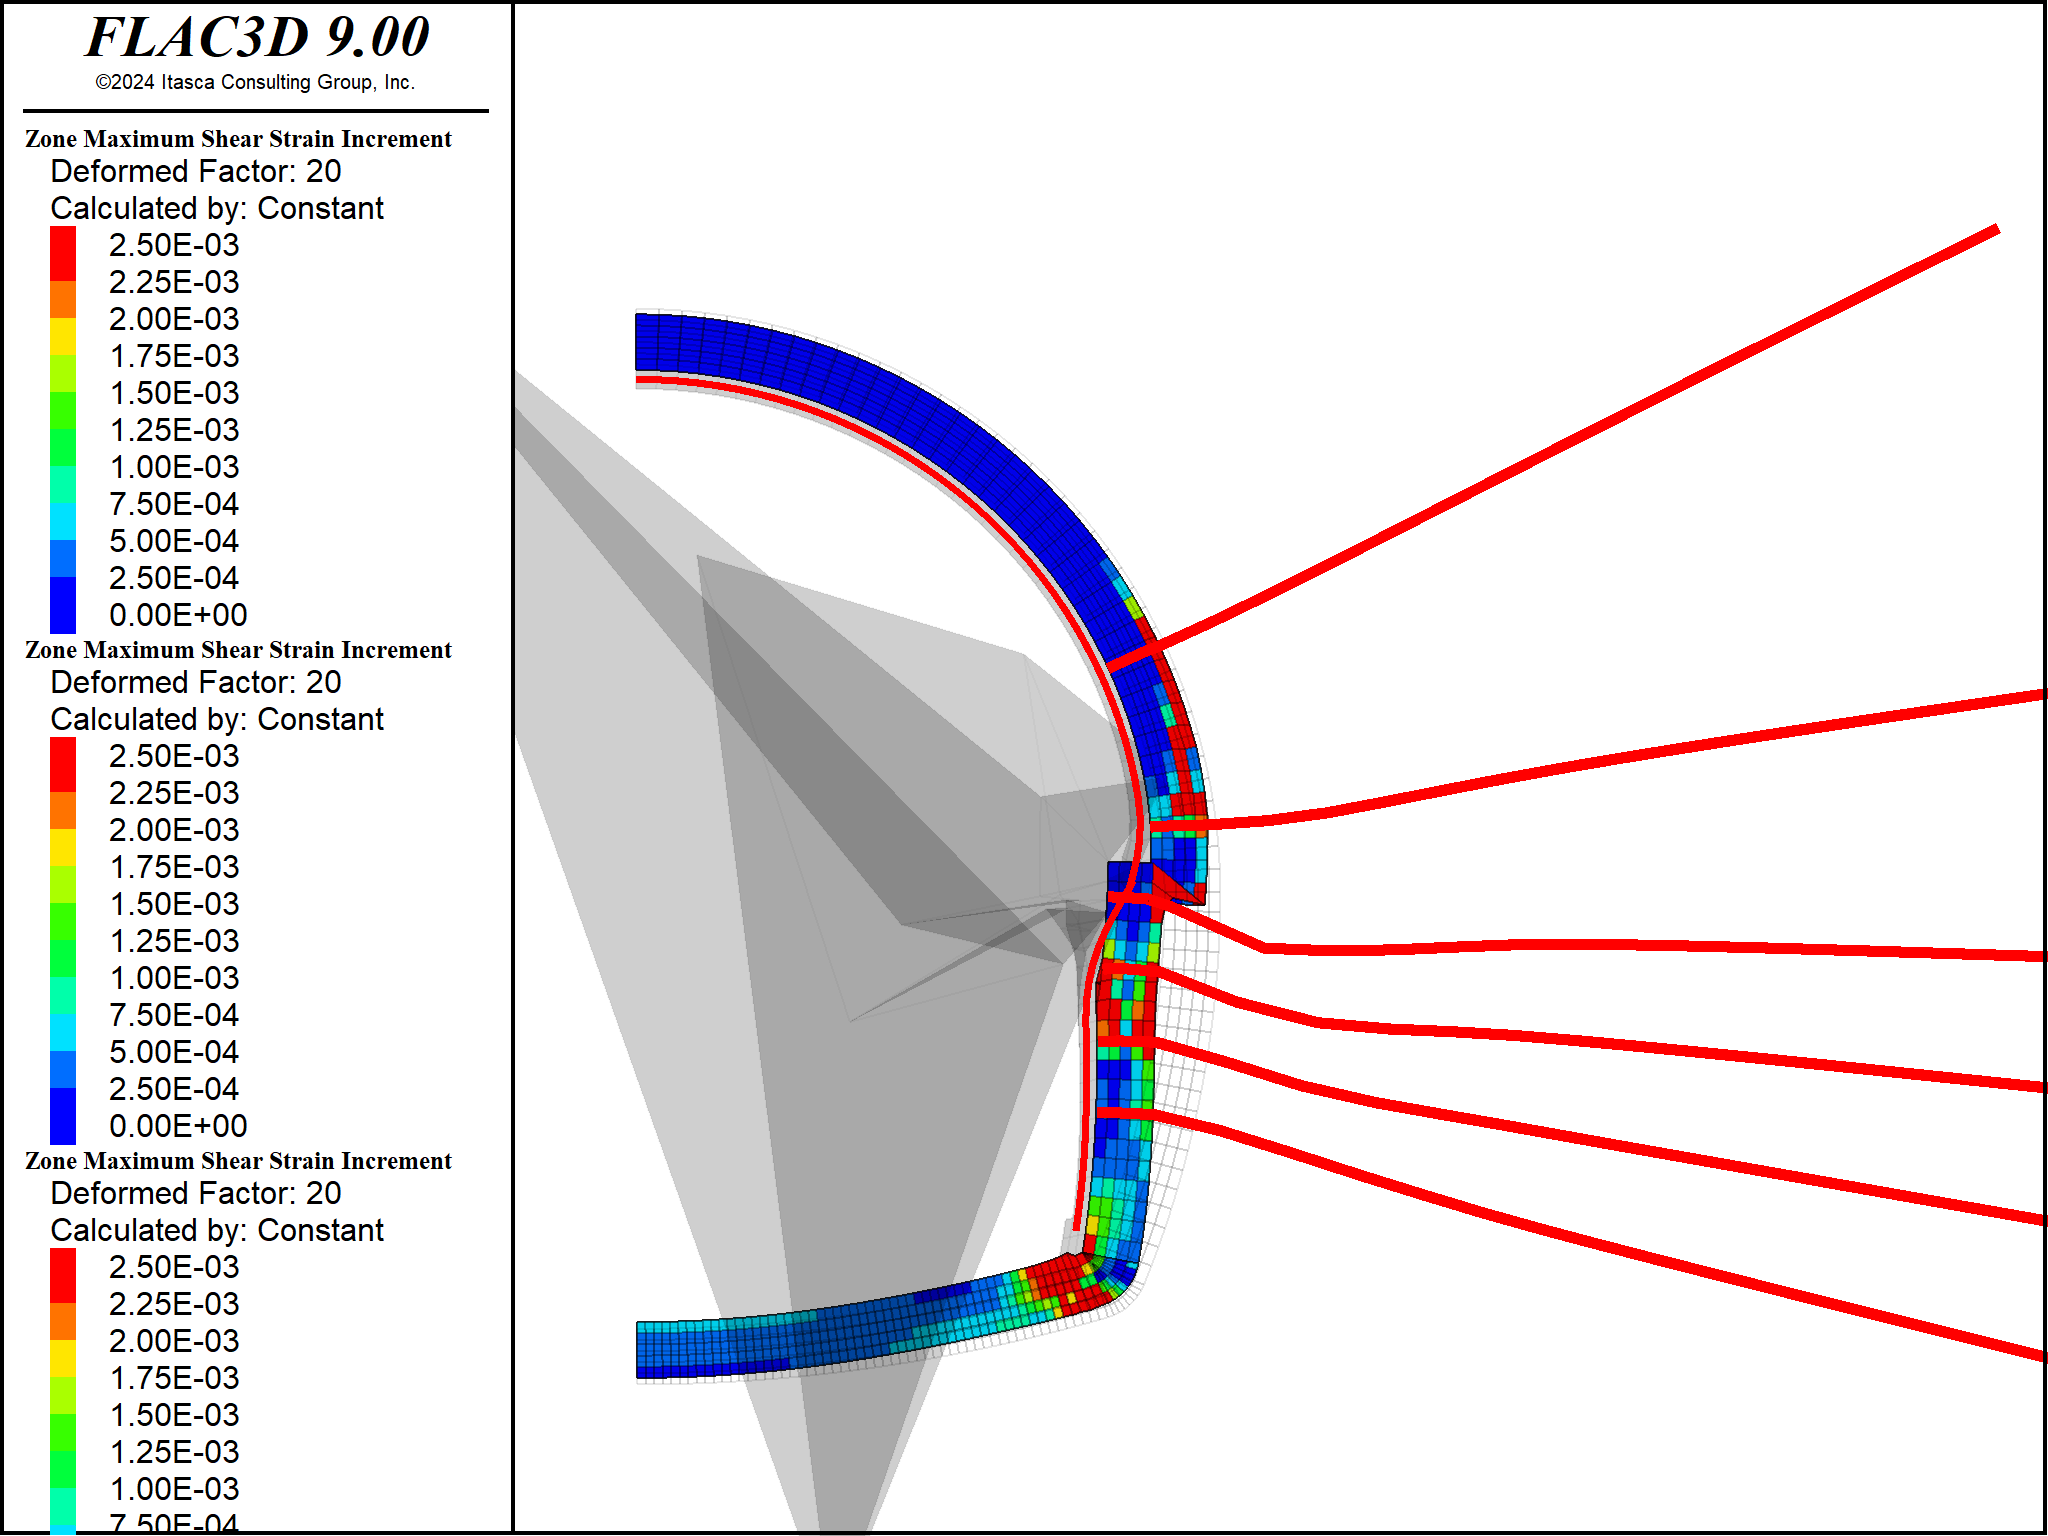 FLAC3D 9.00
©2024 Itasca Consulting Group, Inc.
Zone Maximum Shear Strain Increment
Deformed Factor: 20
Calculated by: Constant
2.50E-03
2.25E-03
2.00E-03
1.75E-03
1.50E-03
1.25E-03
1.00E-03
7.50E-04
5.00E-04
2.50E-04
0.00E+00
Zone Maximum Shear Strain Increment
Deformed Factor: 20
Calculated by: Constant
2.50E-03
2.25E-03
2.00E-03
1.75E-03
1.50E-03
1.25E-03
1.00E-03
7.50E-04
5.00E-04
2.50E-04
0.00E+00
Zone Maximum Shear Strain Increment
Deformed Factor: 20
Calculated by: Constant
2.50E-03
2.25E-03
2.00E-03
1.75E-03
1.50E-03
1.25E-03
1.00E-03
7.50E-04